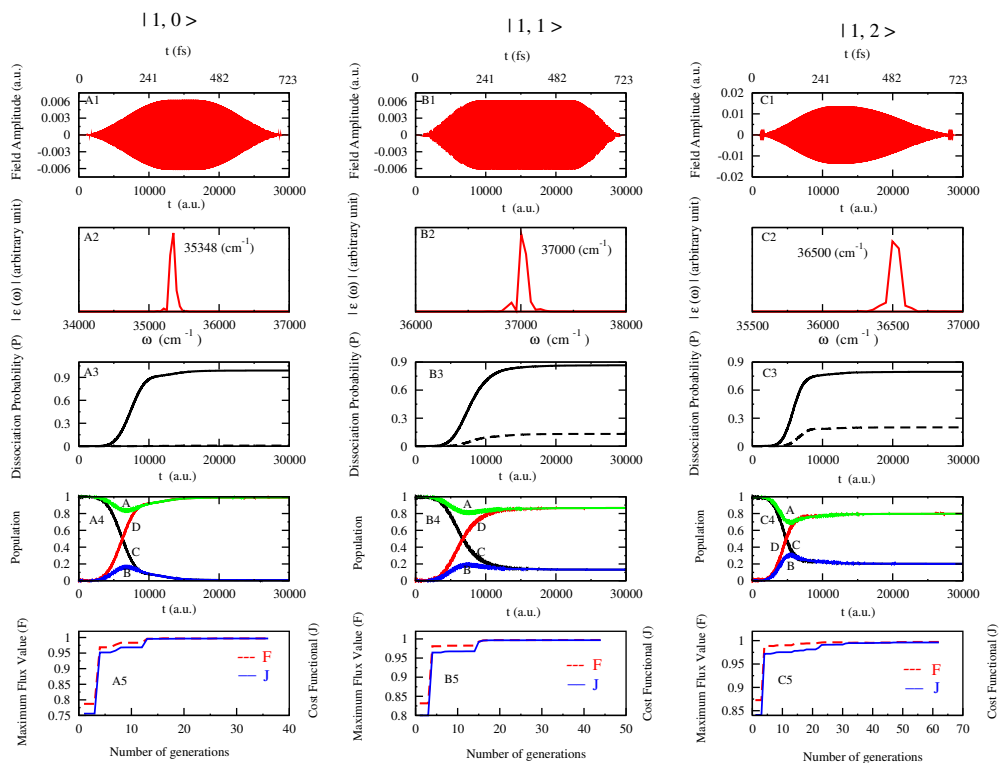 | 1, 0 >
| 1, 1 >
| 1, 2 >
t (fs)
t (fs)
t (fs)
0 241 482 723
0 241 482 723
0 241 482 723
Field Amplitude (a.u.)
0.006
0.003
0
-0.003
-0.006
A1
0 10000 20000 30000
t (a.u.)
Field Amplitude (a.u.)
0.006
0.003
0
-0.003
-0.006
B1
0 10000 20000 30000
t (a.u.)
Field Amplitude (a.u.)
0.02
0.01
0
-0.01
-0.02
C1
0 10000 20000 30000
t (a.u.)
| ε (ω) | (arbitrary unit)
A2
35348 (cm-1)
34000 35000 36000 37000
ω (cm-1)
| ε (ω) | (arbitrary unit)
B2
37000 (cm-1)
36000 37000 38000
ω (cm-1)
| ε (ω) | (arbitrary unit)
C2
36500 (cm-1)
35500 36000 36500 37000
ω (cm-1)
Dissociation Probability (P)
0.9
0.6
0.3
0
A3
0 10000 20000 30000
t (a.u.)
Dissociation Probability (P)
0.9
0.6
0.3
0
B3
0 10000 20000 30000
t (a.u.)
Dissociation Probability (P)
0.9
0.6
0.3
0
C3
0 10000 20000 30000
t (a.u.)
Population
1
0.8
0.6
0.4
0.2
0
A4
A
D
C
B
0 10000 20000 30000
t (a.u.)
Population
1
0.8
0.6
0.4
0.2
0
B4
A
D
C
B
0 10000 20000 30000
t (a.u.)
Population
1
0.8
0.6
0.4
0.2
0
C4
A
D
C
B
0 10000 20000 30000
t (a.u.)
Maximum Flux Value (F)
1
0.95
0.9
0.85
0.8
0.75
A5
F
J
Cost Functional (J)
0 10 20 30 40
Number of generations
Maximum Flux Value (F)
1
0.95
0.9
0.85
0.8
B5
F
J
Cost Functional (J)
0 10 20 30 40 50
Number of generations
Maximum Flux Value (F)
1
0.95
0.9
0.85
C5
F
J
Cost Functional (J)
0 10 20 30 40 50 60 70
Number of generations